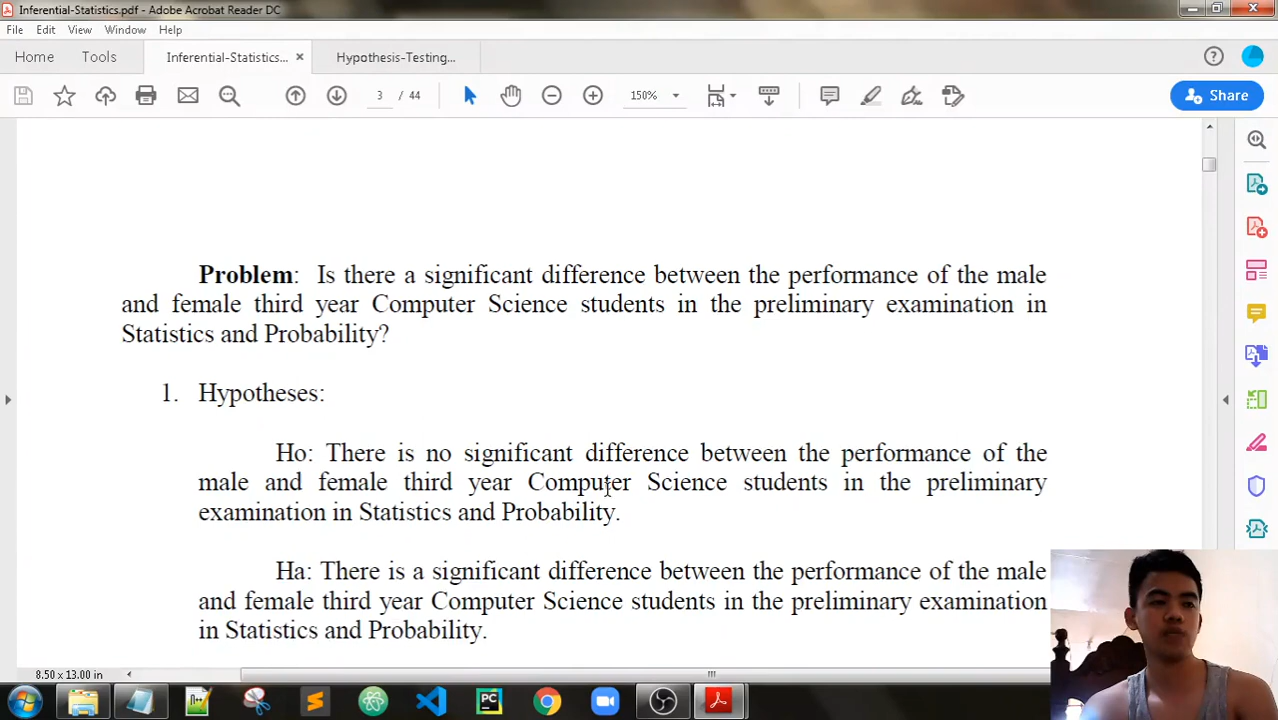 Inferential-Statistics.pdf - Adobe Acrobat Reader DC
File Edit View Window Help
Home Tools Inferential-Statistics... × Hypothesis-Testing...
3 / 44 150% Share
Problem: Is there a significant difference between the performance of the male
and female third year Computer Science students in the preliminary examination in
Statistics and Probability?
1. Hypotheses:
Ho: There is no significant difference between the performance of the
male and female third year Computer Science students in the preliminary
examination in Statistics and Probability.
Ha: There is a significant difference between the performance of the male
and female third year Computer Science students in the preliminary examination
in Statistics and Probability.
8.50 x 13.00 in
PC